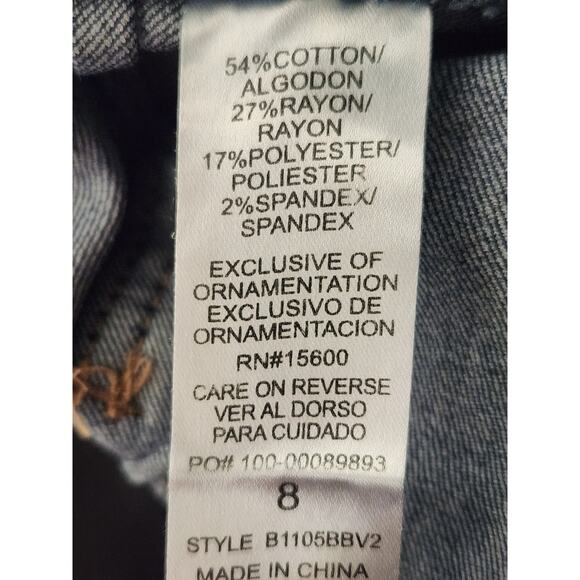 54%COTTON/
ALGODON
27%RAYON/
RAYON
17%POLYESTER/
POLIESTER
2%SPANDEX/
SPANDEX
EXCLUSIVE OF
ORNAMENTATION
EXCLUSIVO DE
ORNAMENTACION
RN#15600
CARE ON REVERSE
VER AL DORSO
PARA CUIDADO
PO# 100-00089893
8
STYLE B1105BBV2
MADE IN CHINA